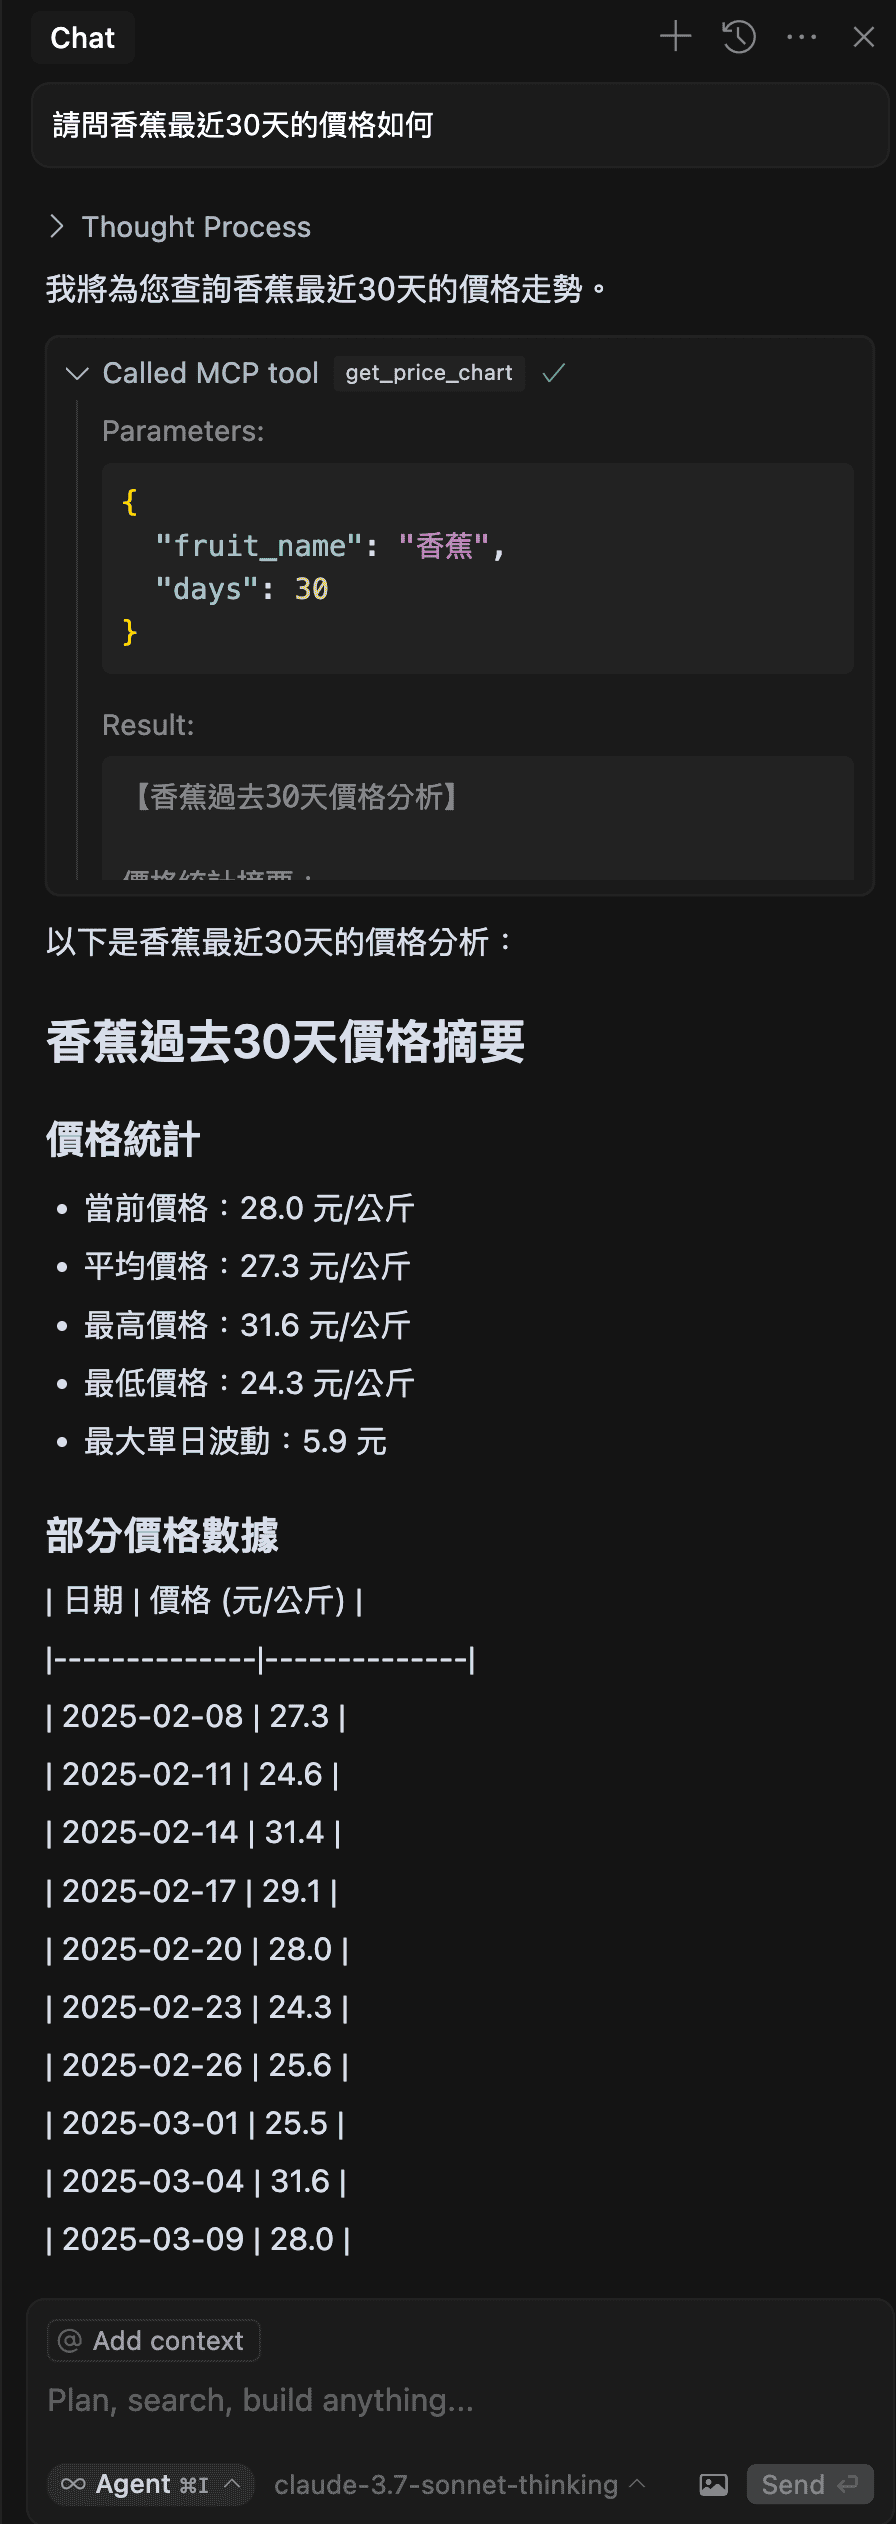 Chat
請問香蕉最近30天的價格如何
Thought Process
我將為您查詢香蕉最近30天的價格走勢。
Called MCP tool get_price_chart
Parameters:
{
"fruit_name": "香蕉",
"days": 30
}
Result:
【香蕉過去30天價格分析】
價格統計摘要：
以下是香蕉最近30天的價格分析：
香蕉過去30天價格摘要
價格統計
• 當前價格：28.0 元/公斤
• 平均價格：27.3 元/公斤
• 最高價格：31.6 元/公斤
• 最低價格：24.3 元/公斤
• 最大單日波動：5.9 元
部分價格數據
| 日期 | 價格 (元/公斤) |
|--------------|--------------|
| 2025-02-08 | 27.3 |
| 2025-02-11 | 24.6 |
| 2025-02-14 | 31.4 |
| 2025-02-17 | 29.1 |
| 2025-02-20 | 28.0 |
| 2025-02-23 | 24.3 |
| 2025-02-26 | 25.6 |
| 2025-03-01 | 25.5 |
| 2025-03-04 | 31.6 |
| 2025-03-09 | 28.0 |
@ Add context
Plan, search, build anything...
∞ Agent ⌘I claude-3.7-sonnet-thinking Send